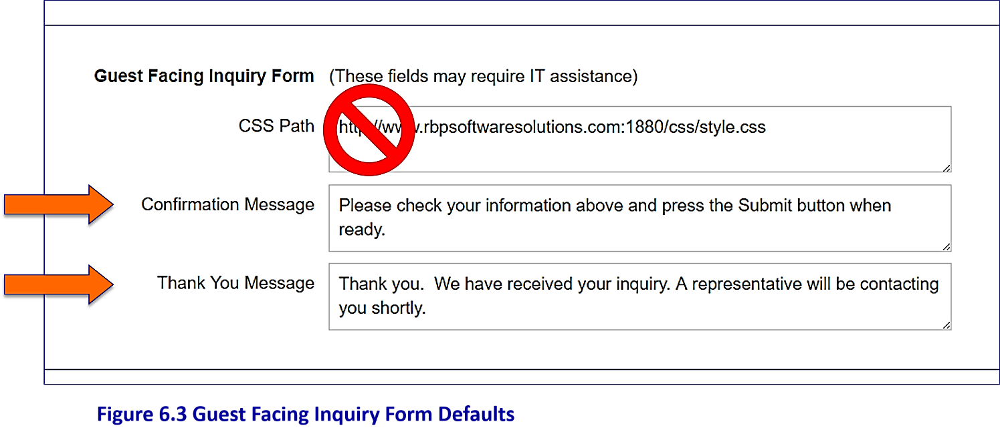 Guest Facing Inquiry Form (These fields may require IT assistance)
CSS Path http://www.rbpsoftwaresolutions.com:1880/css/style.css
Confirmation Message Please check your information above and press the Submit button when
ready.
Thank You Message Thank you.  We have received your inquiry. A representative will be contacting
you shortly.
Figure 6.3 Guest Facing Inquiry Form Defaults